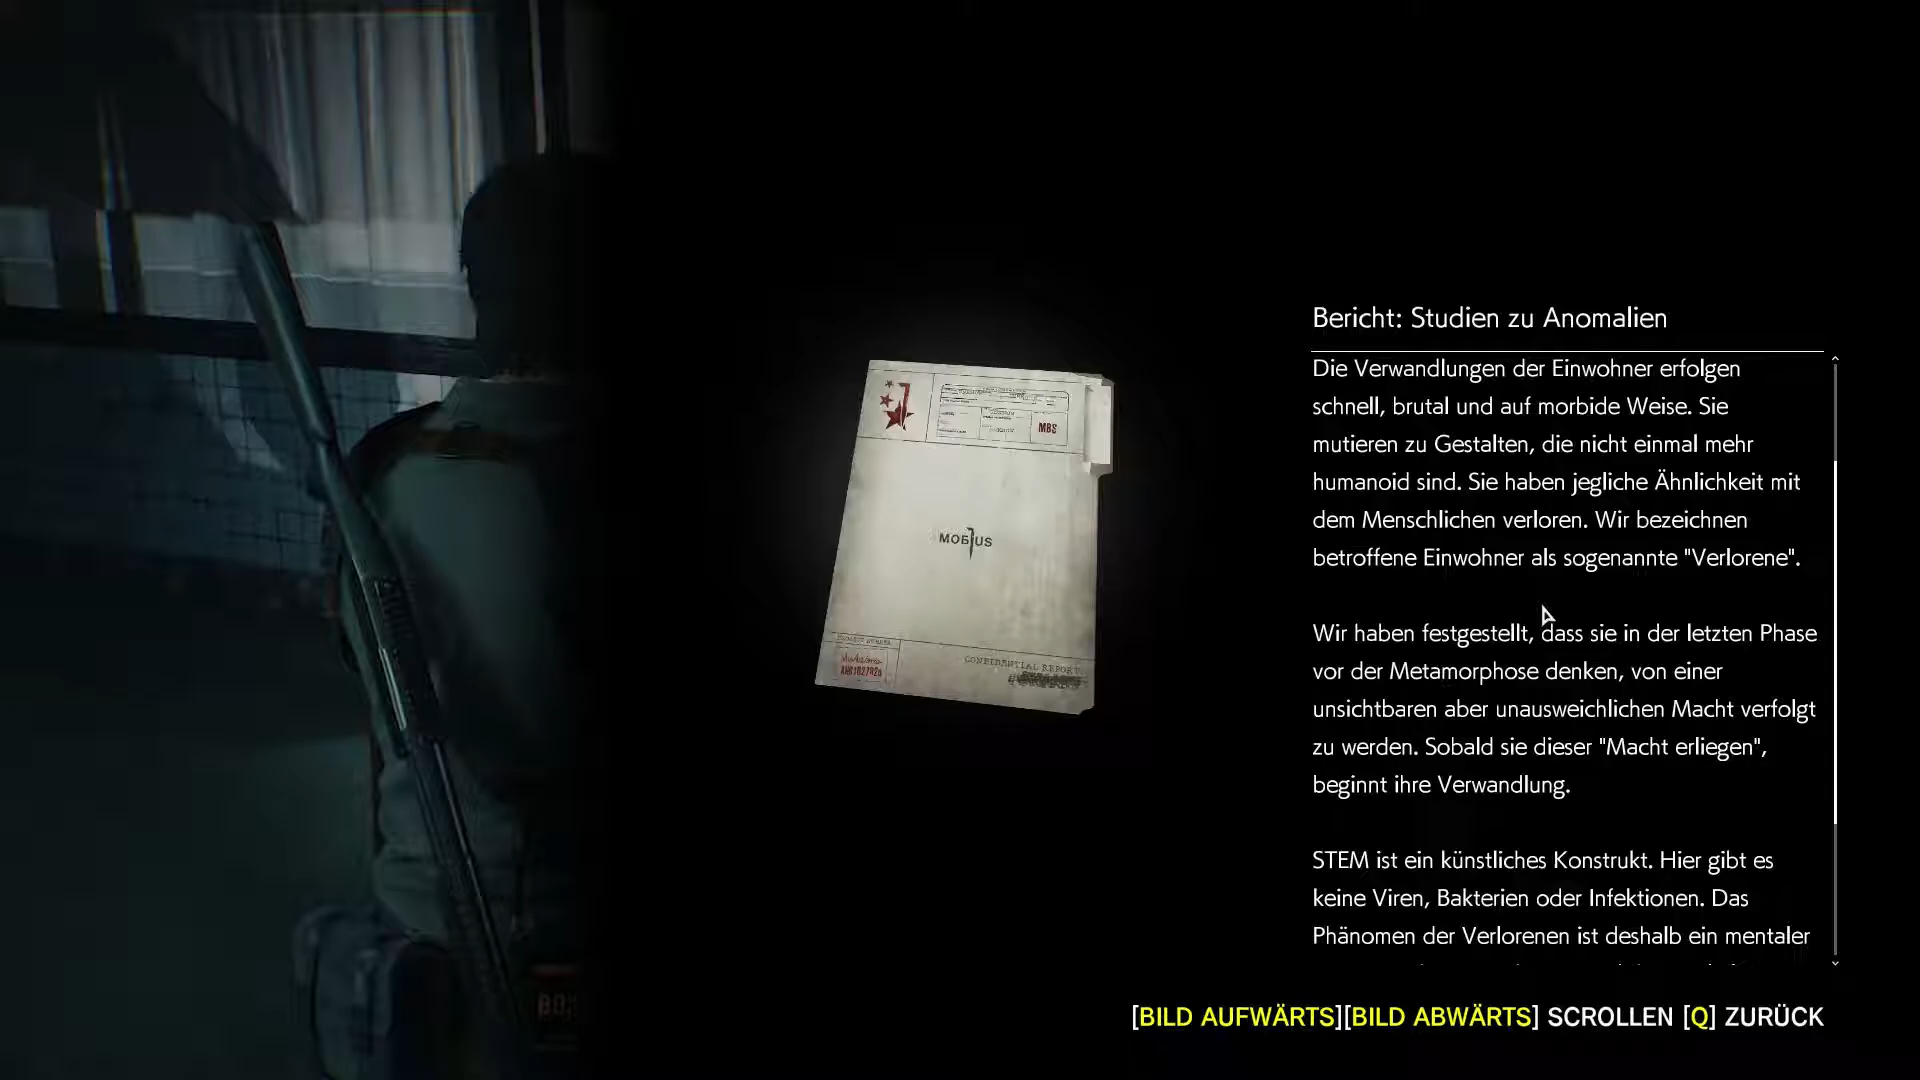 Bericht: Studien zu Anomalien
Die Verwandlungen der Einwohner erfolgen
schnell, brutal und auf morbide Weise. Sie
mutieren zu Gestalten, die nicht einmal mehr
humanoid sind. Sie haben jegliche Ähnlichkeit mit
dem Menschlichen verloren. Wir bezeichnen
betroffene Einwohner als sogenannte "Verlorene".
Wir haben festgestellt, dass sie in der letzten Phase
vor der Metamorphose denken, von einer
unsichtbaren aber unausweichlichen Macht verfolgt
zu werden. Sobald sie dieser "Macht erliegen",
beginnt ihre Verwandlung.
STEM ist ein künstliches Konstrukt. Hier gibt es
keine Viren, Bakterien oder Infektionen. Das
Phänomen der Verlorenen ist deshalb ein mentaler
MBS
MOBIUS
CONFIDENTIAL REPORT
[BILD AUFWÄRTS][BILD ABWÄRTS] SCROLLEN [Q] ZURÜCK